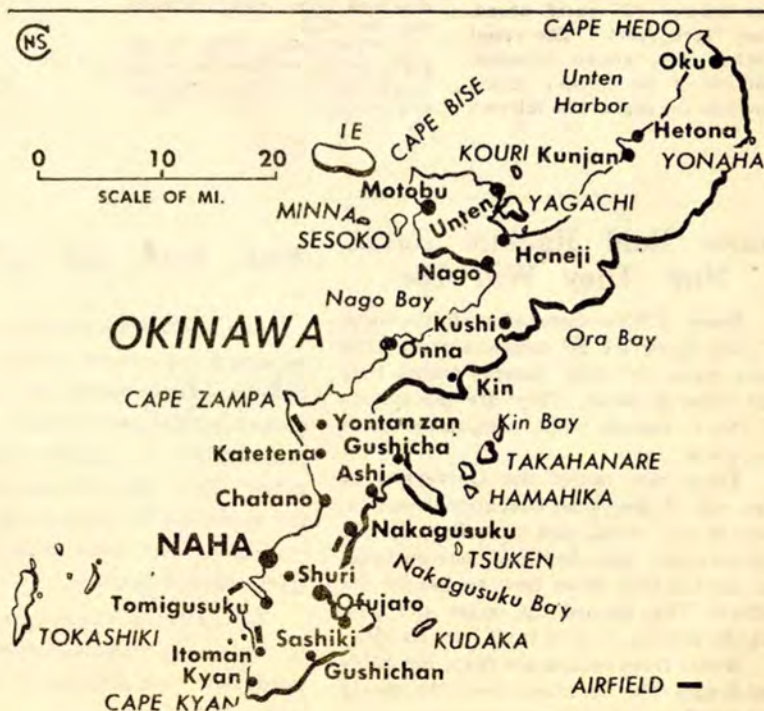 NS
CAPE HEDO
Oku
Unten
Harbor
CAPE BISE
IE
Hetona
KOURI
Kunjan
YONAHA
0 10 20
SCALE OF MI.
Motobu
Unten
YAGACHI
MINNA
SESOKO
Haneji
Nago
Nago Bay
OKINAWA
Kushi
Ora Bay
Onna
Kin
CAPE ZAMPA
Kin Bay
Yontanzan
Gushicha
Katetena
TAKAHANARE
Ashi
HAMAHIKA
Chatano
Nakagusuku
NAHA
TSUKEN
Shuri
Nakagusuku Bay
Tomigusuku
Ofujato
TOKASHIKI
KUDAKA
Sashiki
Itoman
Gushichan
Kyan
CAPE KYAN
AIRFIELD